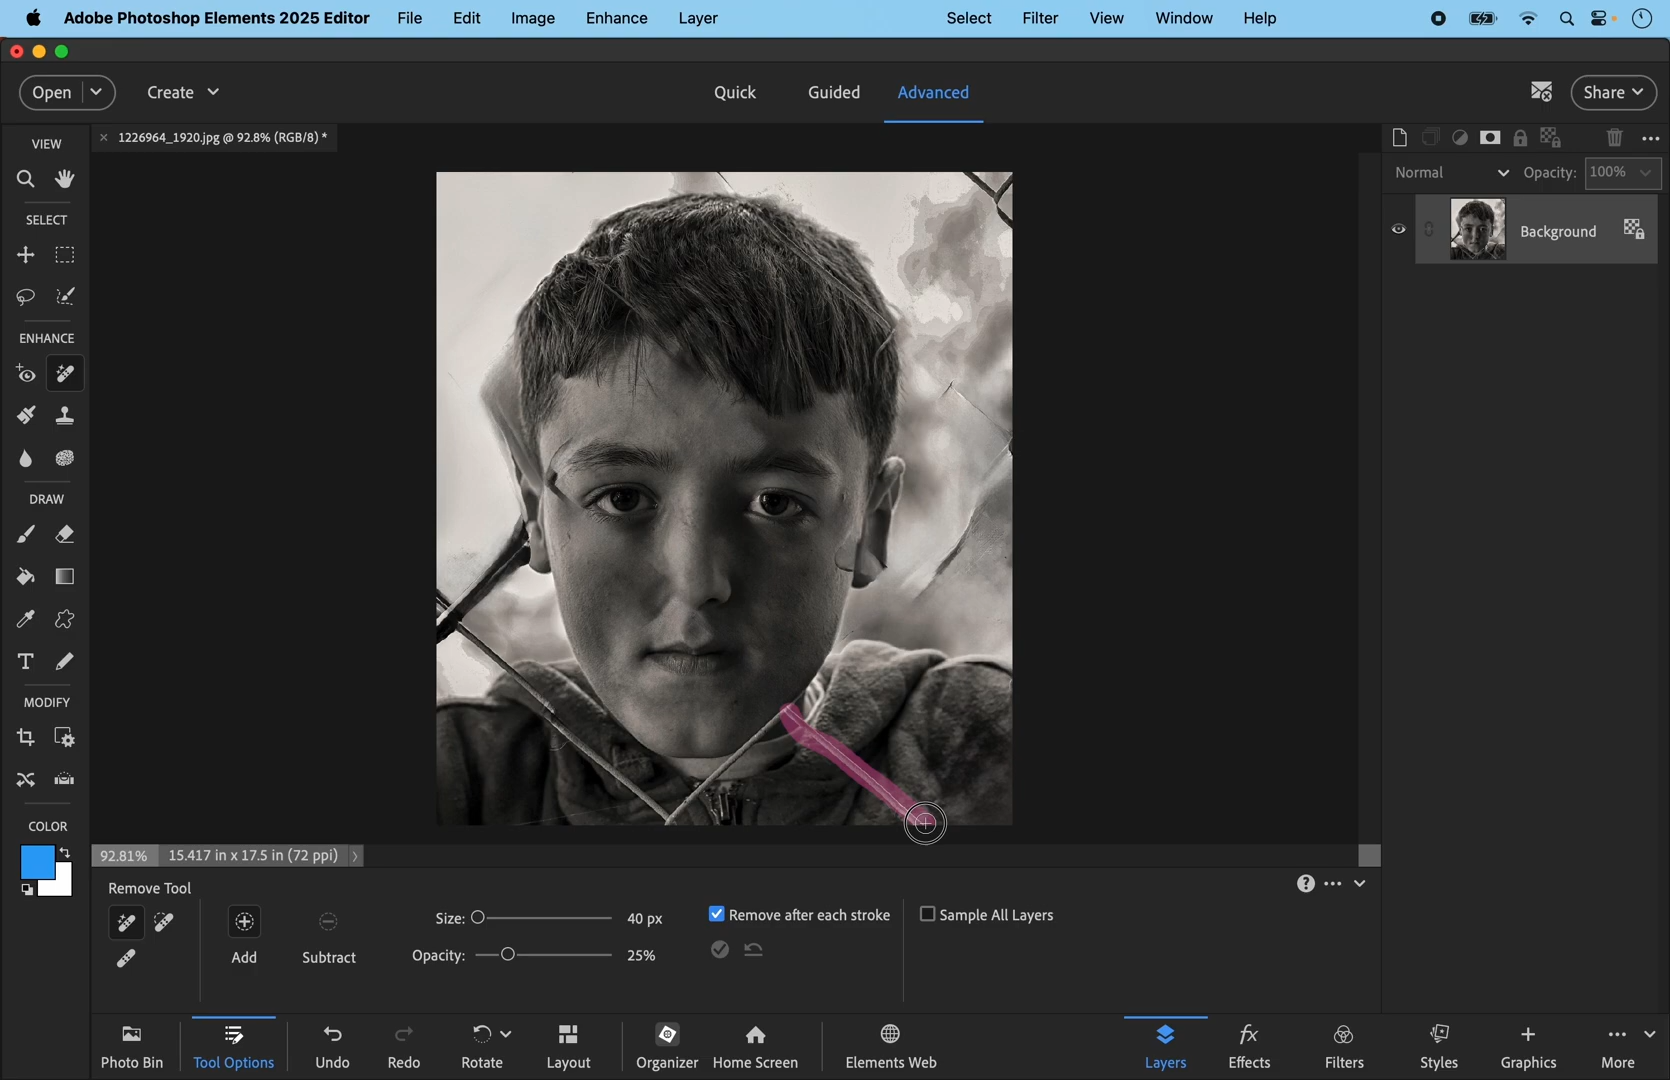 Adobe Photoshop Elements 2025 Editor File Edit Image Enhance Layer Select Filter View Window Help
Open Create Quick Guided Advanced Share
VIEW
1226964_1920.jpg @ 92.8% (RGB/8) *
Normal Opacity: 100%
SELECT
Background
ENHANCE
DRAW
T
MODIFY
COLOR
92.81% 15.417 in x 17.5 in (72 ppi)
Remove Tool
Size: 40 px Remove after each stroke Sample All Layers
Add Subtract Opacity: 25%
Photo Bin Tool Options Undo Redo Rotate Layout Organizer Home Screen Elements Web Layers fx Effects Filters Styles Graphics More